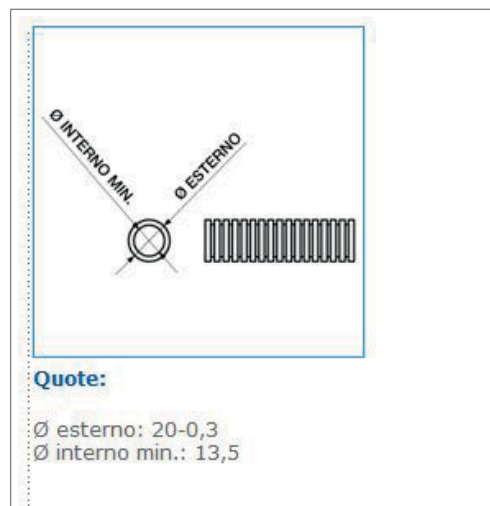 Ø INTERNO MIN.
Ø ESTERNO
Quote:
Ø esterno: 20-0,3
Ø interno min.: 13,5